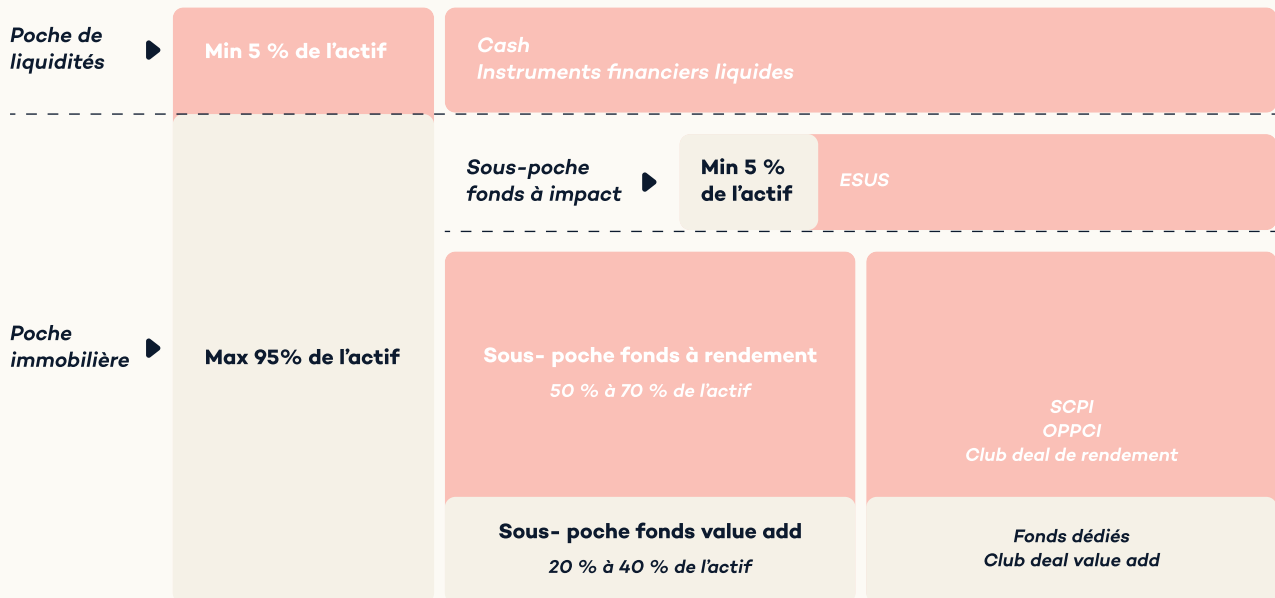 Poche de
liquidités
Min 5 % de l'actif
Cash
Instruments financiers liquides
Sous-poche
fonds à impact
Min 5 %
de l'actif
ESUS
Poche
immobilière
Max 95% de l'actif
Sous- poche fonds à rendement
50 % à 70 % de l'actif
SCPI
OPPCI
Club deal de rendement
Sous- poche fonds value add
20 % à 40 % de l'actif
Fonds dédiés
Club deal value add